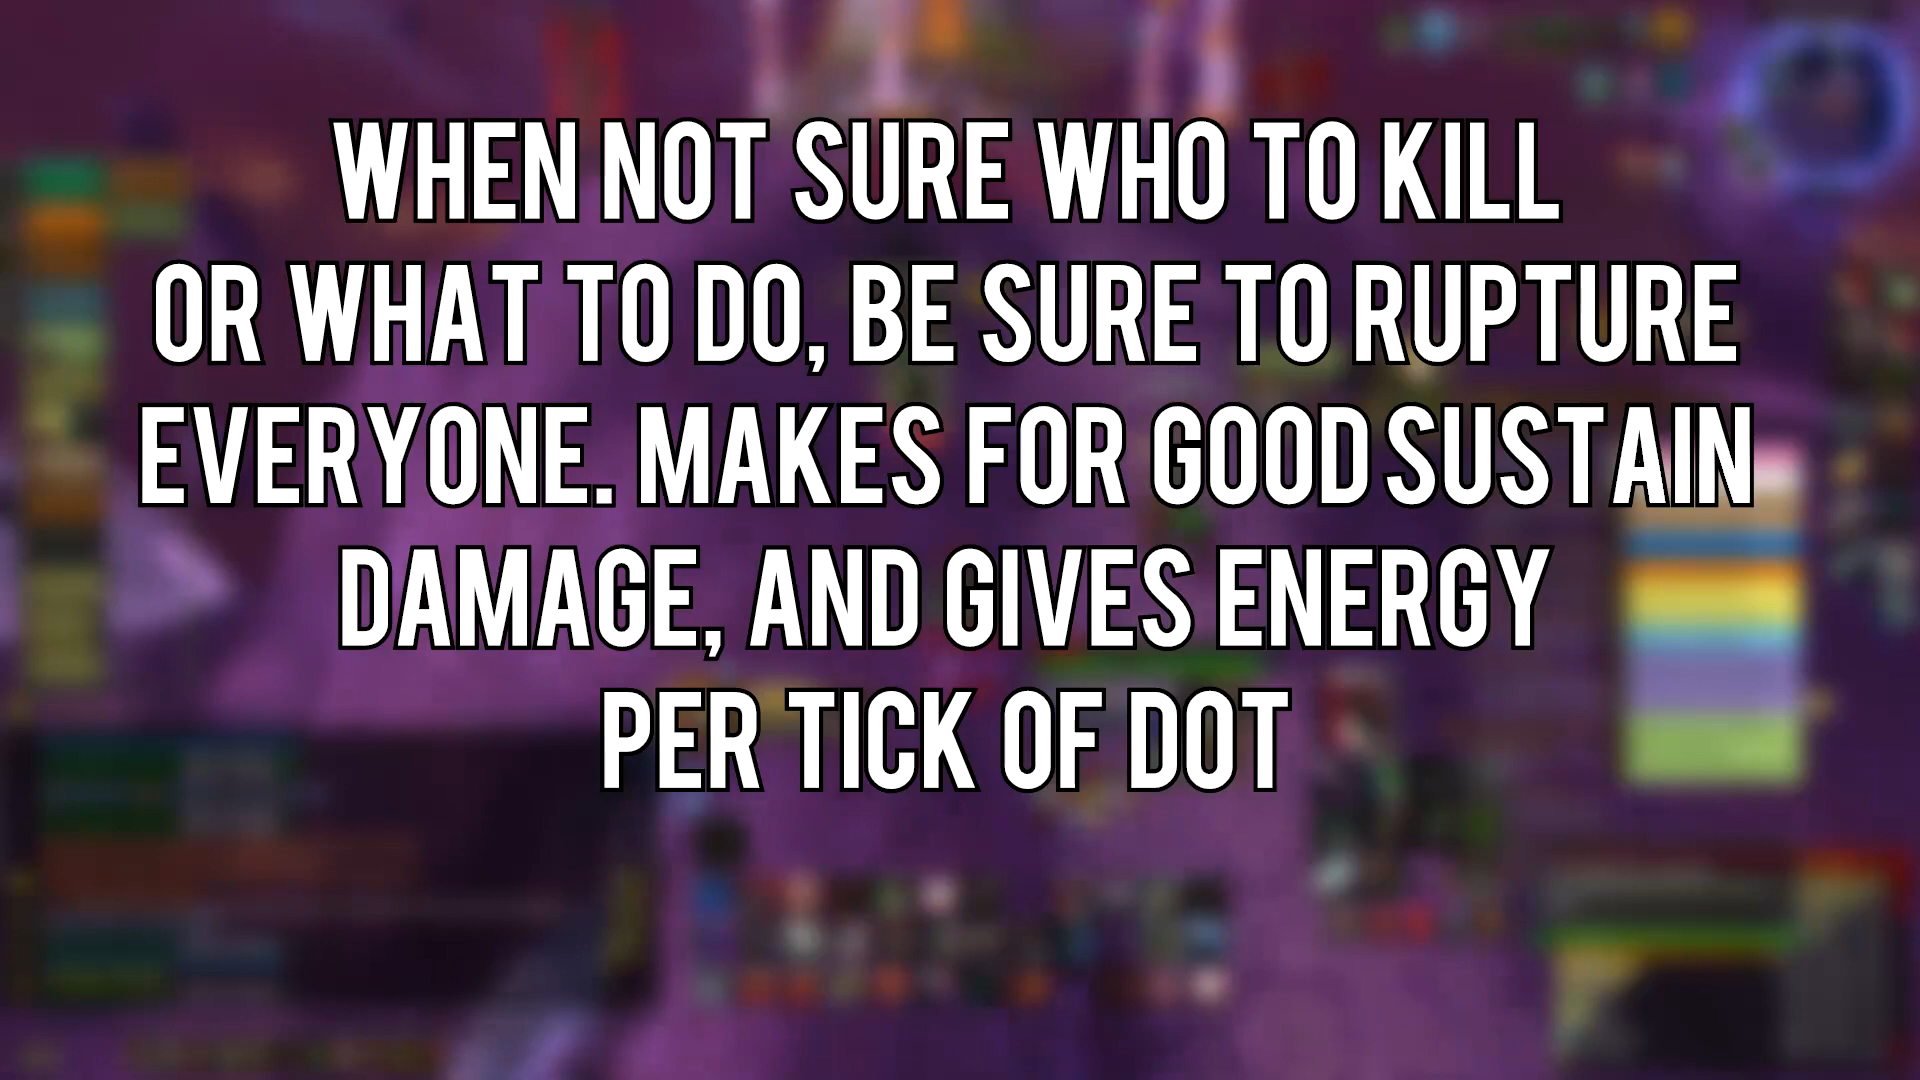 WHEN NOT SURE WHO TO KILL
OR WHAT TO DO, BE SURE TO RUPTURE
EVERYONE. MAKES FOR GOOD SUSTAIN
DAMAGE, AND GIVES ENERGY
PER TICK OF DOT